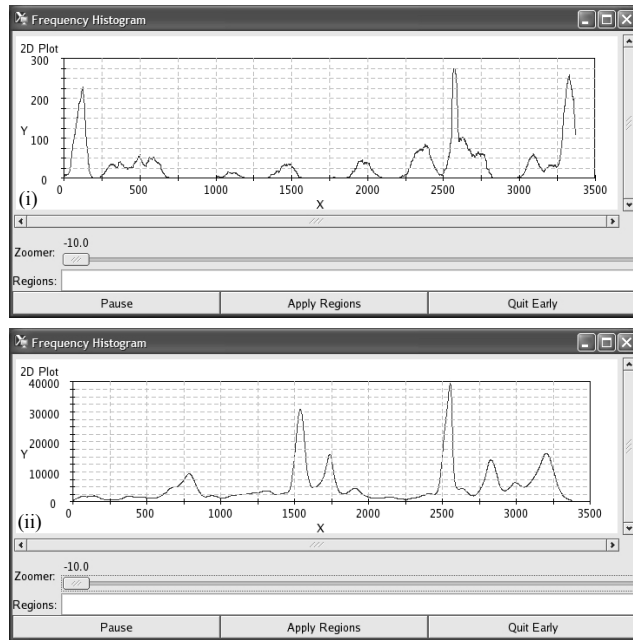 Frequency Histogram
2D Plot
300
200
Y
100
0
(i)
0 500 1000 1500 2000 2500 3000 3500
X
Zoomer: -10.0
Regions:
Pause Apply Regions Quit Early
Frequency Histogram
2D Plot
40000
30000
Y
20000
10000
0
(ii)
0 500 1000 1500 2000 2500 3000 3500
X
Zoomer: -10.0
Regions:
Pause Apply Regions Quit Early